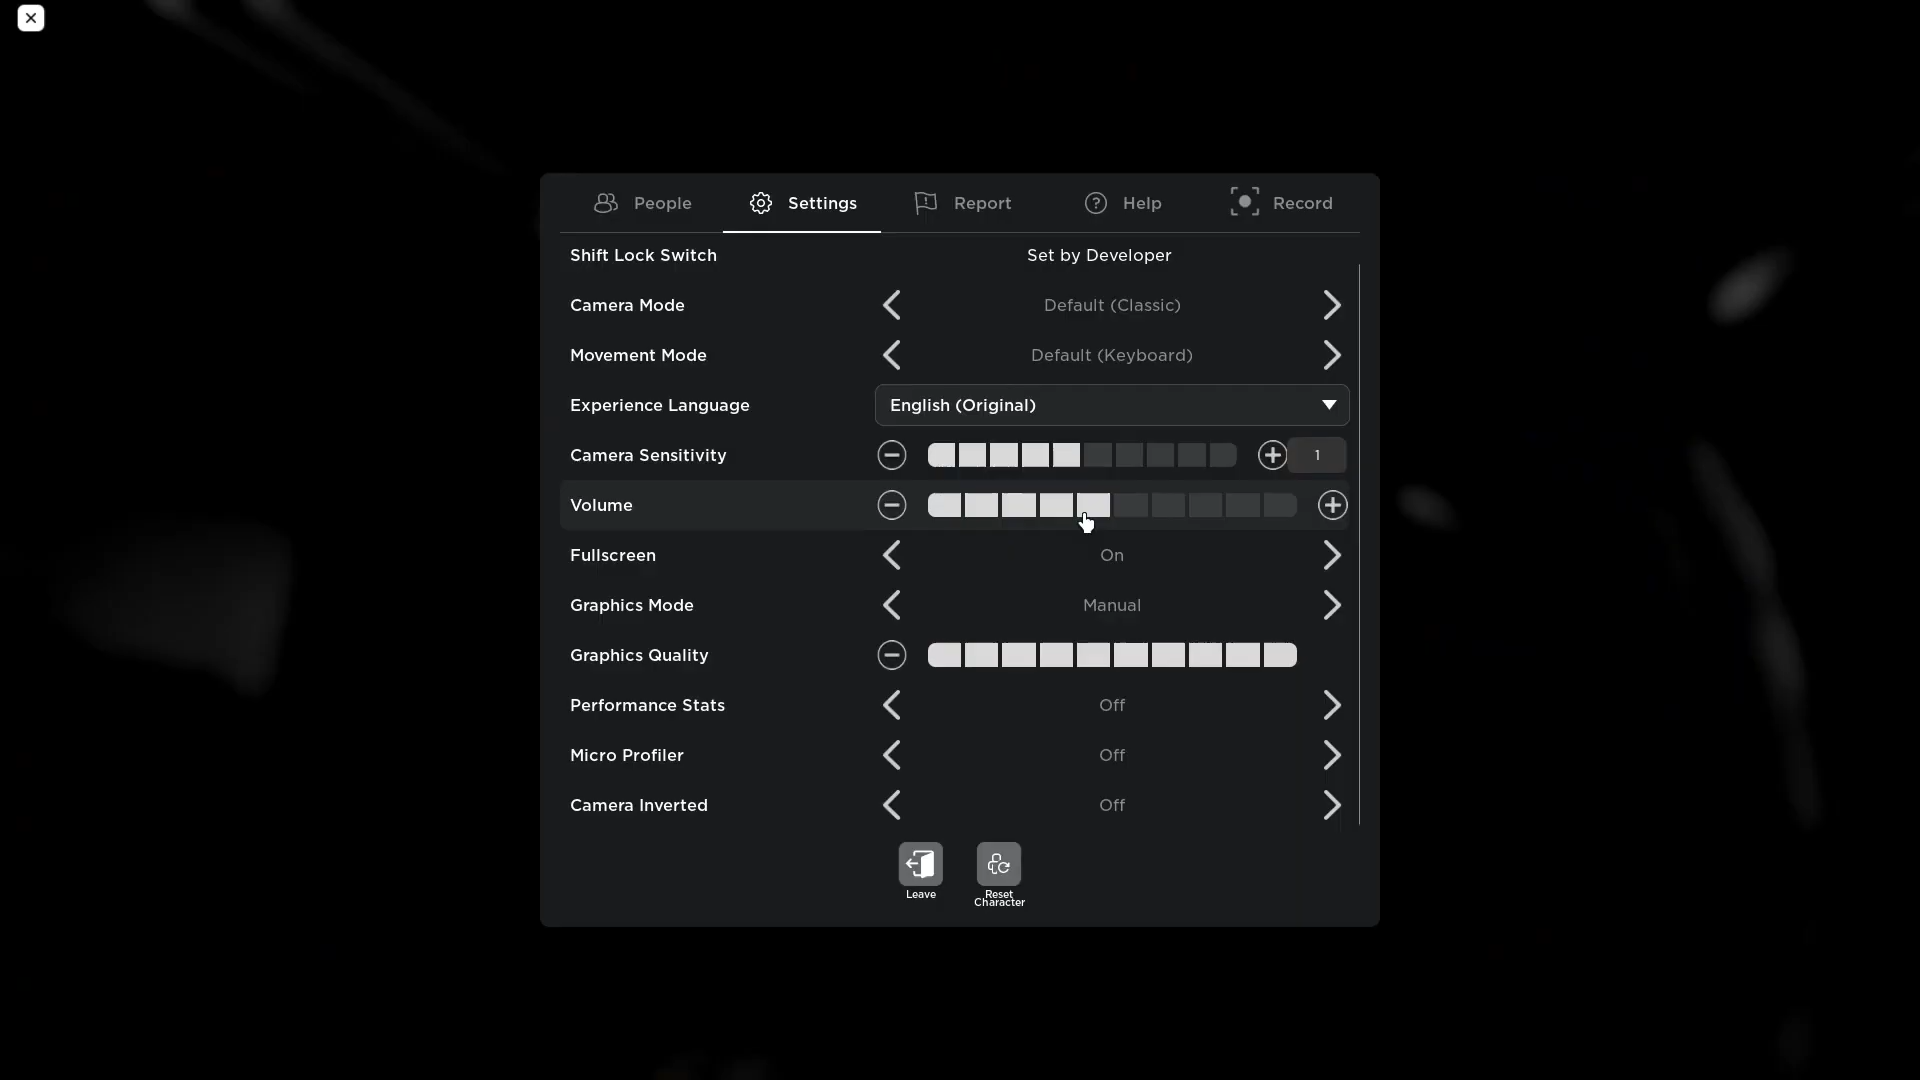 People Settings Report Help Record
Shift Lock Switch Set by Developer
Camera Mode Default (Classic)
Movement Mode Default (Keyboard)
Experience Language English (Original)
Camera Sensitivity 1
Volume
Fullscreen On
Graphics Mode Manual
Graphics Quality
Performance Stats Off
Micro Profiler Off
Camera Inverted Off
Leave Reset
Character